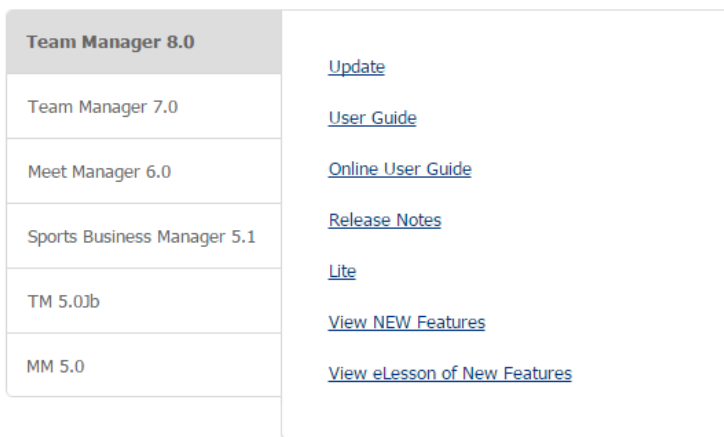 Team Manager 8.0
Team Manager 7.0
Meet Manager 6.0
Sports Business Manager 5.1
TM 5.0Jb
MM 5.0
Update
User Guide
Online User Guide
Release Notes
Lite
View NEW Features
View eLesson of New Features